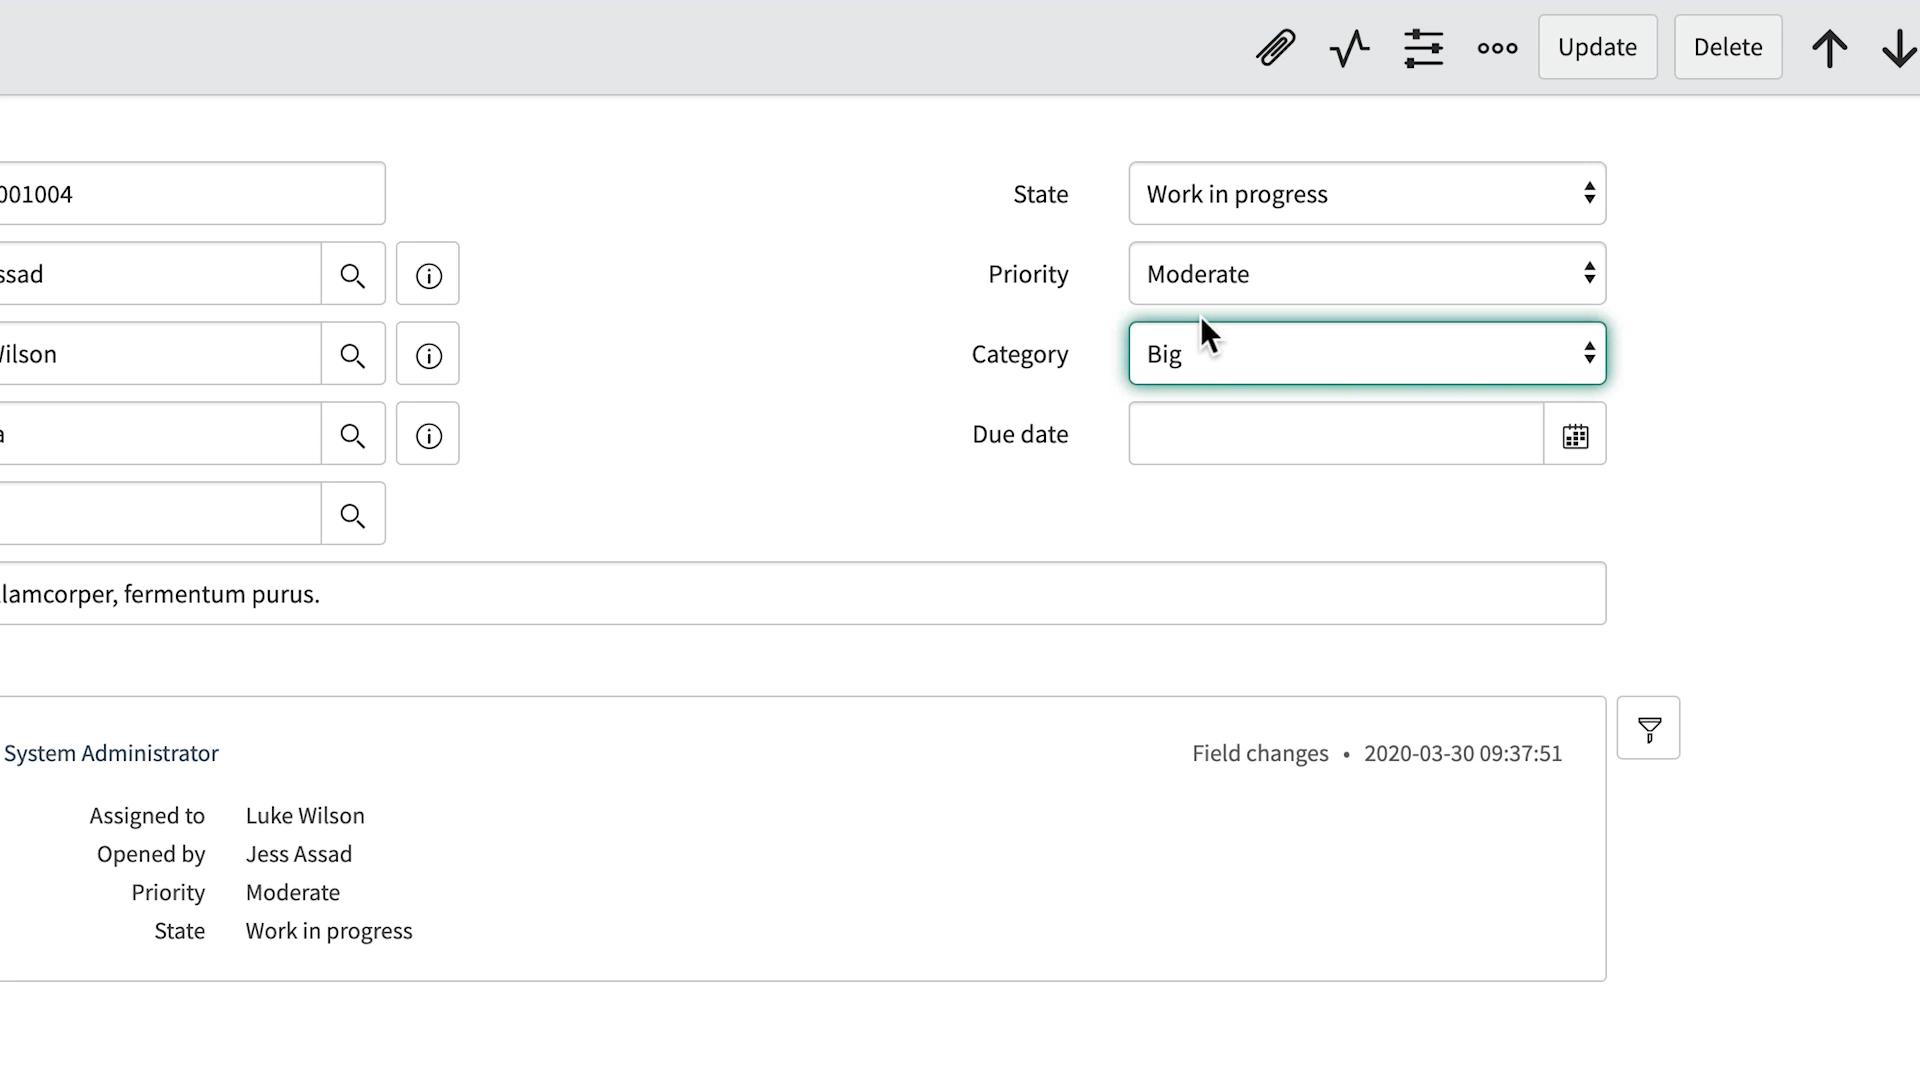 Update Delete
001004
State Work in progress
ssad
Priority Moderate
Wilson
Category Big
a
Due date
llamcorper, fermentum purus.
System Administrator
Field changes • 2020-03-30 09:37:51
Assigned to Luke Wilson
Opened by Jess Assad
Priority Moderate
State Work in progress